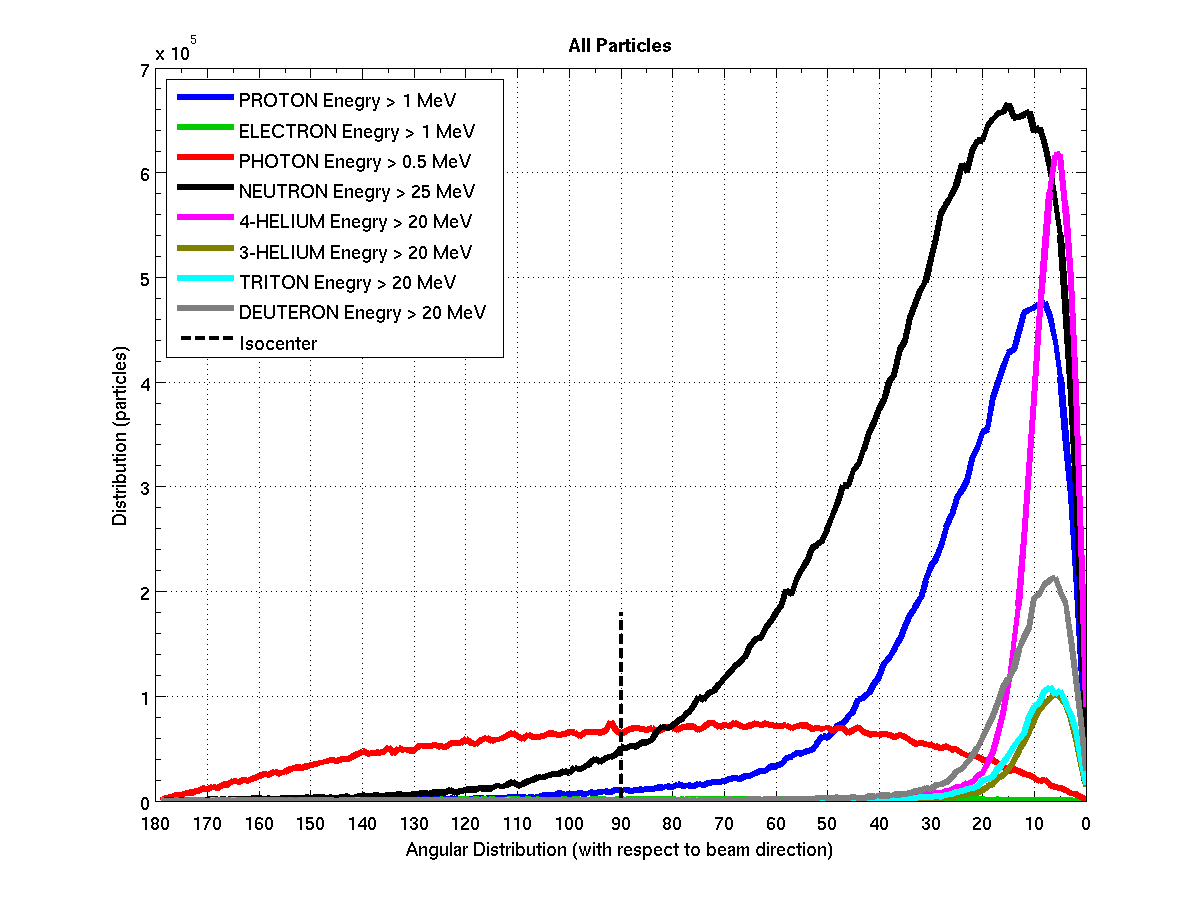 All Particles
x 10^5
7
6
5
4
3
2
1
0
Distribution (particles)
PROTON Enegry > 1 MeV
ELECTRON Enegry > 1 MeV
PHOTON Enegry > 0.5 MeV
NEUTRON Enegry > 25 MeV
4-HELIUM Enegry > 20 MeV
3-HELIUM Enegry > 20 MeV
TRITON Enegry > 20 MeV
DEUTERON Enegry > 20 MeV
Isocenter
180 170 160 150 140 130 120 110 100 90 80 70 60 50 40 30 20 10 0
Angular Distribution (with respect to beam direction)